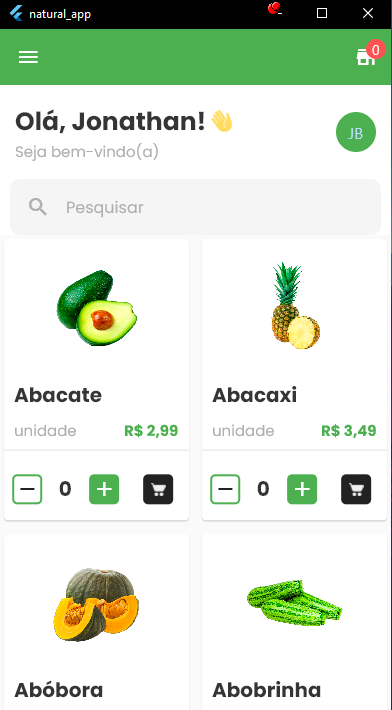 natural_app
0
Olá, Jonathan! 👋
Seja bem-vindo(a)
JB
Pesquisar
Abacate
unidade R$ 2,99
0
Abacaxi
unidade R$ 3,49
0
Abóbora
Abobrinha